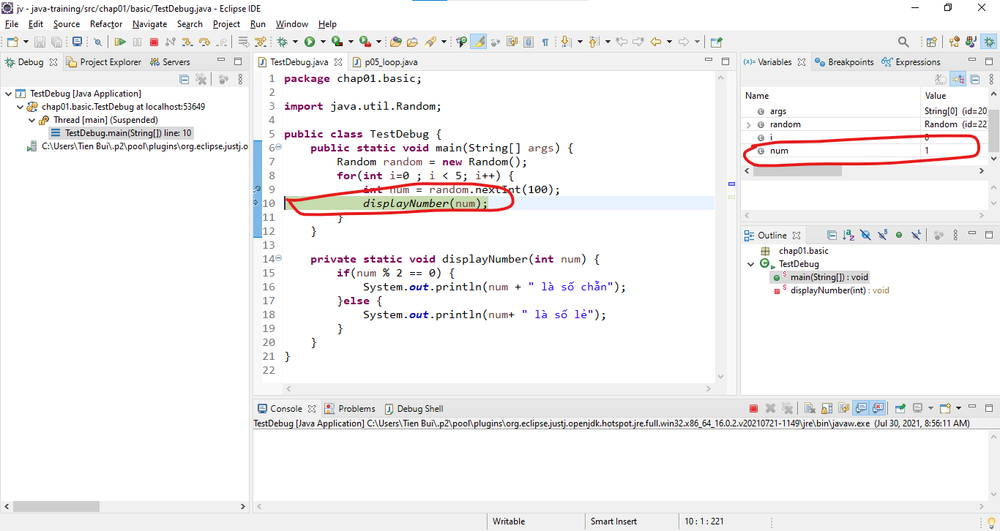 jv - java-training/src/chap01/basic/TestDebug.java - Eclipse IDE
File Edit Source Refactor Navigate Search Project Run Window Help
Debug Project Explorer Servers
TestDebug [Java Application]
chap01.basic.TestDebug at localhost:53649
Thread [main] (Suspended)
TestDebug.main(String[]) line: 10
C:\Users\Tien Bui\.p2\pool\plugins\org.eclipse.justj.o
TestDebug.java p05_loop.java
1 package chap01.basic;
2
3 import java.util.Random;
4
5 public class TestDebug {
6 public static void main(String[] args) {
7 Random random = new Random();
8 for(int i=0 ; i < 5; i++) {
9 int num = random.nextInt(100);
10 displayNumber(num);
11 }
12 }
13
14 private static void displayNumber(int num) {
15 if(num % 2 == 0) {
16 System.out.println(num + " là số chẵn");
17 }else {
18 System.out.println(num+ " là số lẻ");
19 }
20 }
21 }
22
Variables Breakpoints Expressions
Name Value
args String[0] (id=20)
random Random (id=22)
i 0
num 1
Outline
chap01.basic
TestDebug
main(String[]) : void
displayNumber(int) : void
Console Problems Debug Shell
TestDebug [Java Application] C:\Users\Tien Bui\.p2\pool\plugins\org.eclipse.justj.openjdk.hotspot.jre.full.win32.x86_64_16.0.2.v20210721-1149\jre\bin\javaw.exe (Jul 30, 2021, 8:56:11 AM)
Writable Smart Insert 10 : 1 : 221